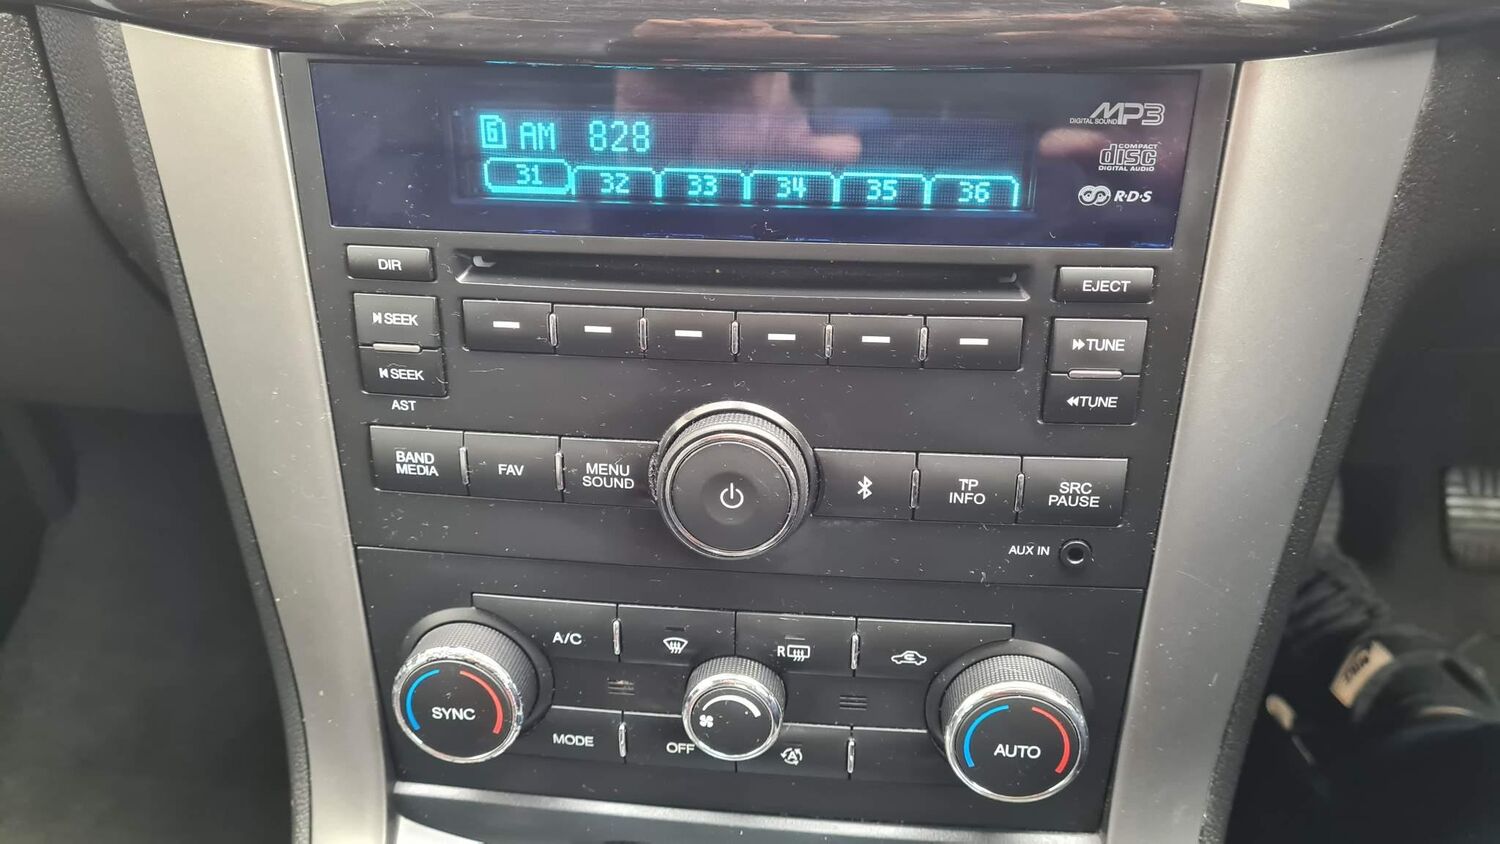 6 AM 828
31 32 33 34 35 36
MP3
DIGITAL SOUND
COMPACT
disc
DIGITAL AUDIO
R·D·S
DIR
EJECT
SEEK
SEEK
AST
TUNE
TUNE
BAND
MEDIA
FAV
MENU
SOUND
TP
INFO
SRC
PAUSE
AUX IN
A/C
R
SYNC
MODE
OFF
A
AUTO